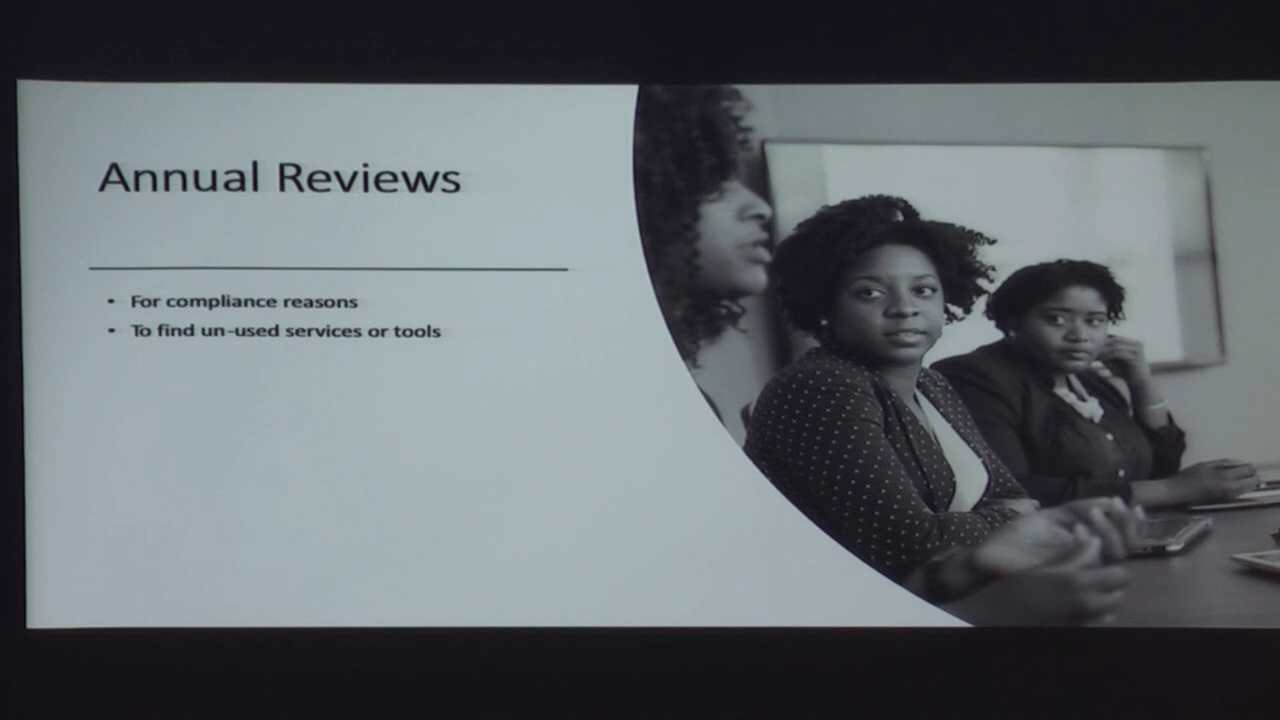 Annual Reviews
• For compliance reasons
• To find un-used services or tools